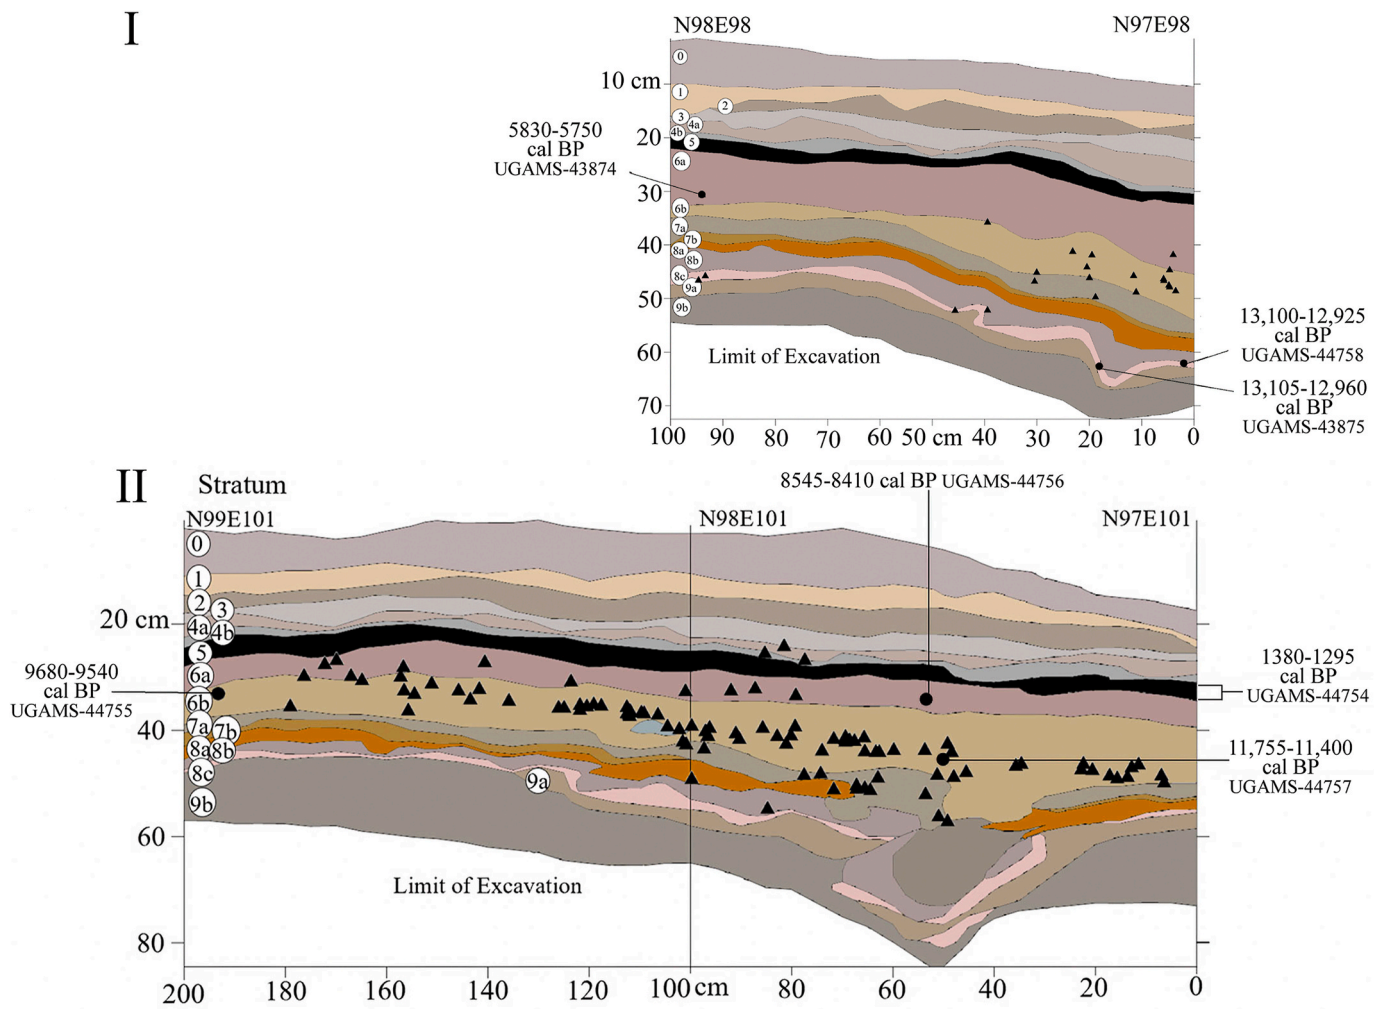 I
N98E98
N97E98
0
10 cm
1
2
3
4a
20
4b
5
5830-5750
cal BP
UGAMS-43874
6a
30
6b
7a
40
7b
8a
8b
8c
9a
50
9b
13,100-12,925
cal BP
UGAMS-44758
60
Limit of Excavation
13,105-12,960
cal BP
UGAMS-43875
70
100 90 80 70 60 50 cm 40 30 20 10 0
II
Stratum
8545-8410 cal BP UGAMS-44756
N99E101
N98E101
N97E101
0
1
2
3
20 cm
4a
4b
5
9680-9540
cal BP
UGAMS-44755
6a
6b
1380-1295
cal BP
UGAMS-44754
40
7a
7b
8a
8b
11,755-11,400
cal BP
UGAMS-44757
8c
9a
9b
60
Limit of Excavation
80
200 180 160 140 120 100 cm 80 60 40 20 0